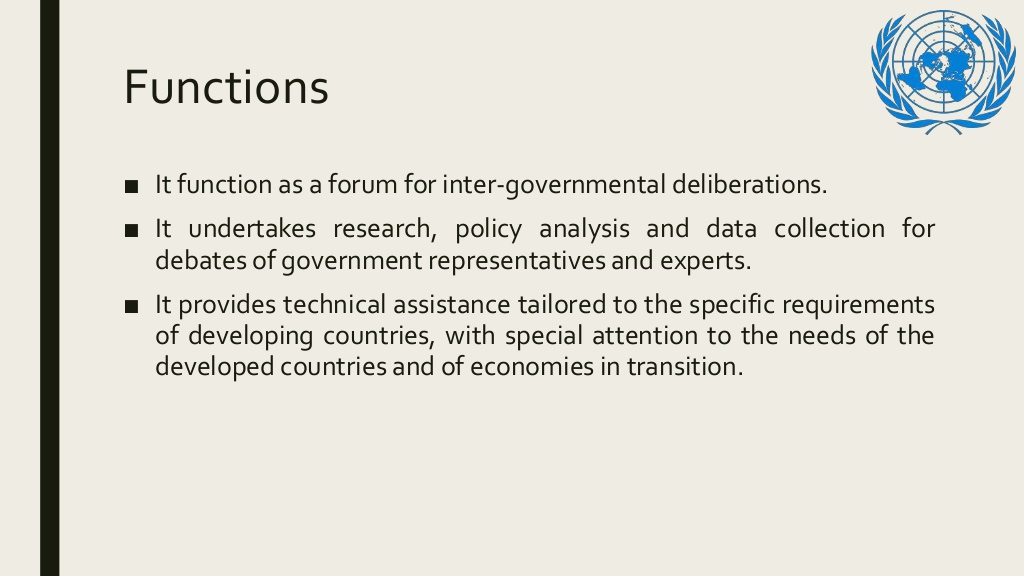 Functions
■ It function as a forum for inter-governmental deliberations.
■ It undertakes research, policy analysis and data collection for
debates of government representatives and experts.
■ It provides technical assistance tailored to the specific requirements
of developing countries, with special attention to the needs of the
developed countries and of economies in transition.